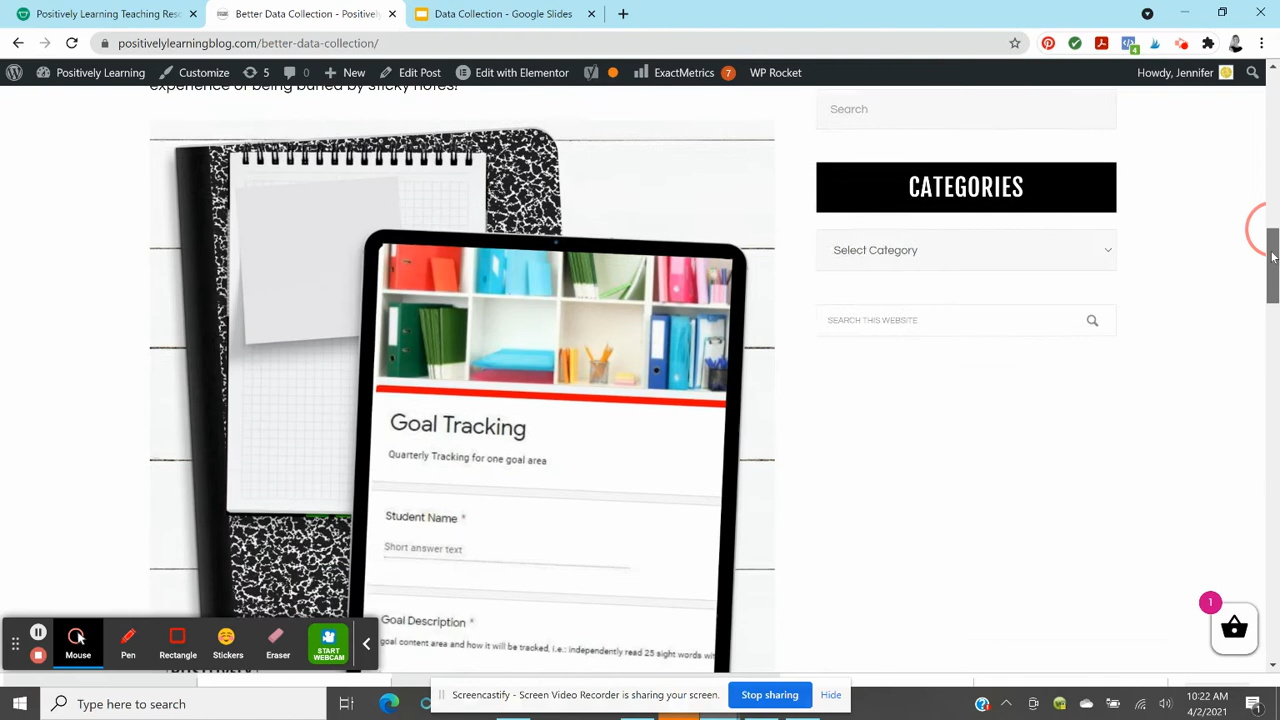 Positively Learning Teaching Res
Better Data Collection - Positively
Data Collection - Google Slides
positivelylearningblog.com/better-data-collection/
4
Positively Learning
Customize
5
0
New
Edit Post
Edit with Elementor
ExactMetrics
7
WP Rocket
Howdy, Jennifer
experience of being buried by sticky notes!
Search
CATEGORIES
Select Category
SEARCH THIS WEBSITE
Goal Tracking
Quarterly Tracking for one goal area
Student Name *
Short answer text
Goal Description *
goal content area and how it will be tracked, i.e.: independently read 25 sight words wit
1
Mouse
Pen
Rectangle
Stickers
Eraser
START
WEBCAM
Screencastify - Screen Video Recorder is sharing your screen.
Stop sharing
Hide
Type here to search
10:22 AM
4/2/2021
1